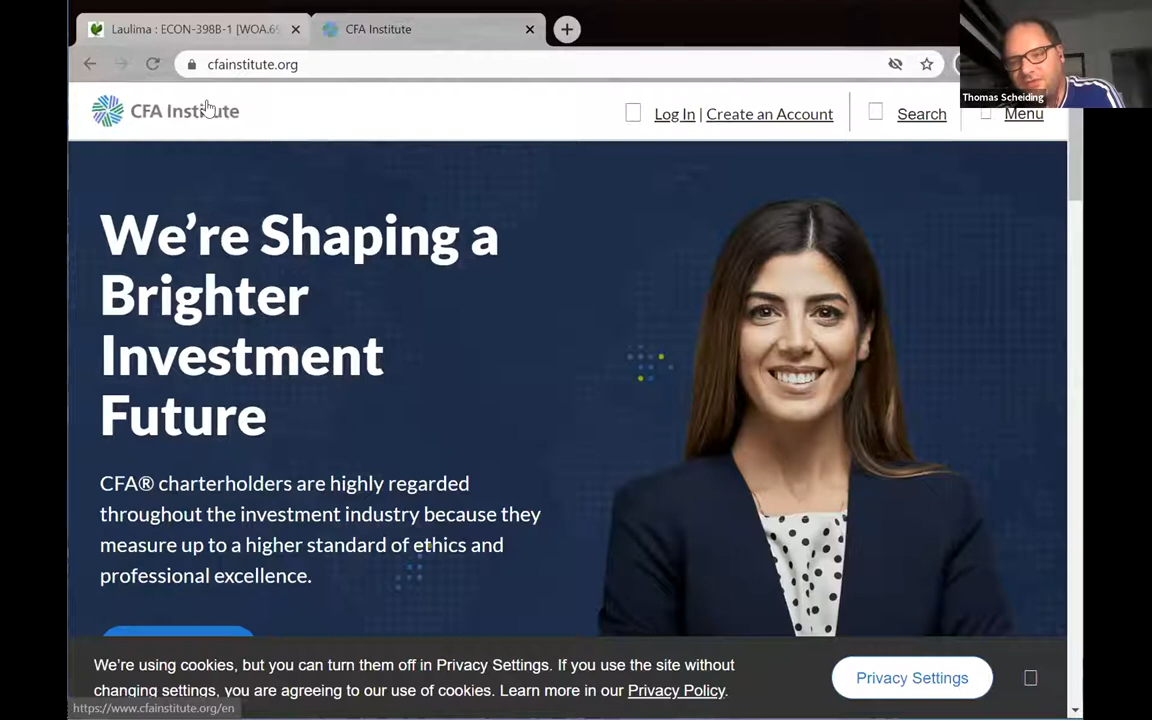 Laulima : ECON-398B-1 [WOA.69
CFA Institute
cfainstitute.org
Thomas Scheiding
CFA Institute
Log In | Create an Account
Search
Menu
We’re Shaping a
Brighter
Investment
Future
CFA® charterholders are highly regarded
throughout the investment industry because they
measure up to a higher standard of ethics and
professional excellence.
We’re using cookies, but you can turn them off in Privacy Settings. If you use the site without
changing settings, you are agreeing to our use of cookies. Learn more in our Privacy Policy.
Privacy Settings
https://www.cfainstitute.org/en